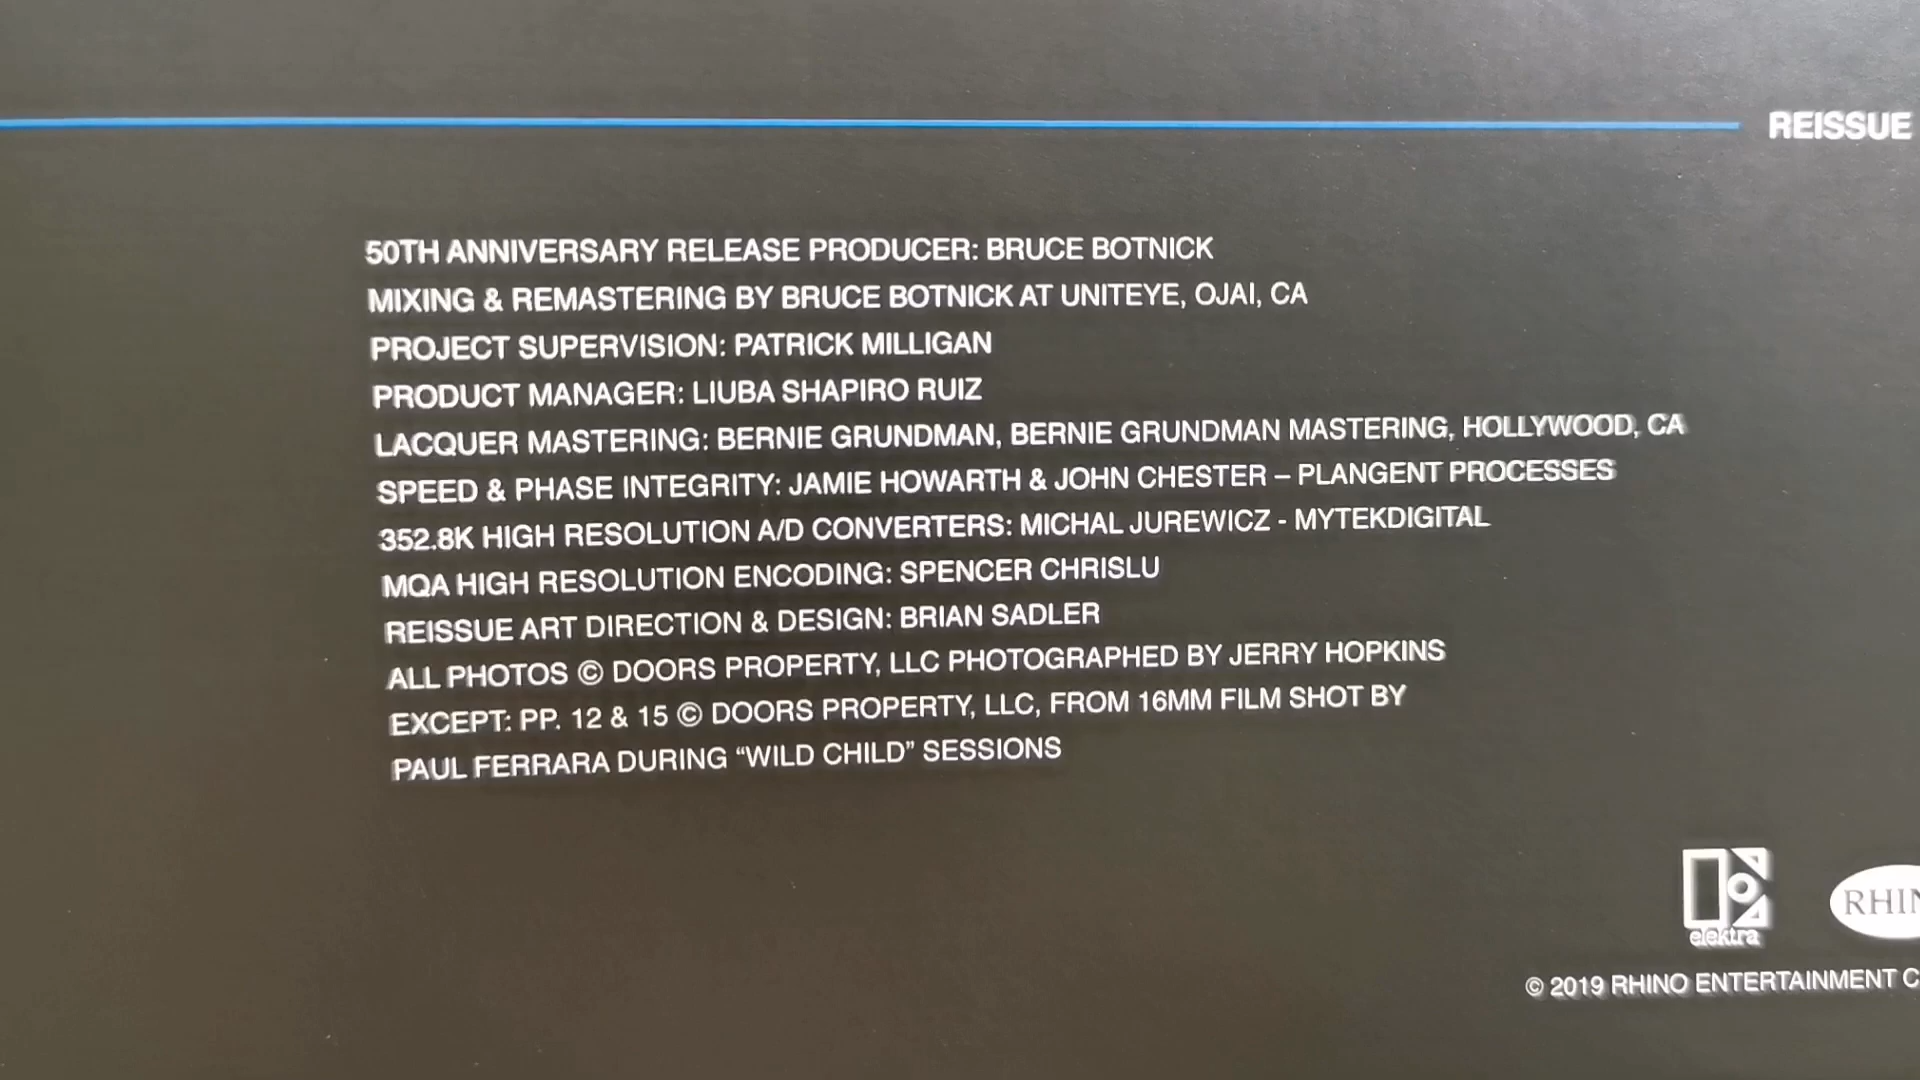 REISSUE
50TH ANNIVERSARY RELEASE PRODUCER: BRUCE BOTNICK
MIXING & REMASTERING BY BRUCE BOTNICK AT UNITEYE, OJAI, CA
PROJECT SUPERVISION: PATRICK MILLIGAN
PRODUCT MANAGER: LIUBA SHAPIRO RUIZ
LACQUER MASTERING: BERNIE GRUNDMAN, BERNIE GRUNDMAN MASTERING, HOLLYWOOD, CA
SPEED & PHASE INTEGRITY: JAMIE HOWARTH & JOHN CHESTER – PLANGENT PROCESSES
352.8K HIGH RESOLUTION A/D CONVERTERS: MICHAL JUREWICZ - MYTEKDIGITAL
MQA HIGH RESOLUTION ENCODING: SPENCER CHRISLU
REISSUE ART DIRECTION & DESIGN: BRIAN SADLER
ALL PHOTOS © DOORS PROPERTY, LLC PHOTOGRAPHED BY JERRY HOPKINS
EXCEPT: PP. 12 & 15 © DOORS PROPERTY, LLC, FROM 16MM FILM SHOT BY
PAUL FERRARA DURING “WILD CHILD” SESSIONS
elektra
RHIN
© 2019 RHINO ENTERTAINMENT C